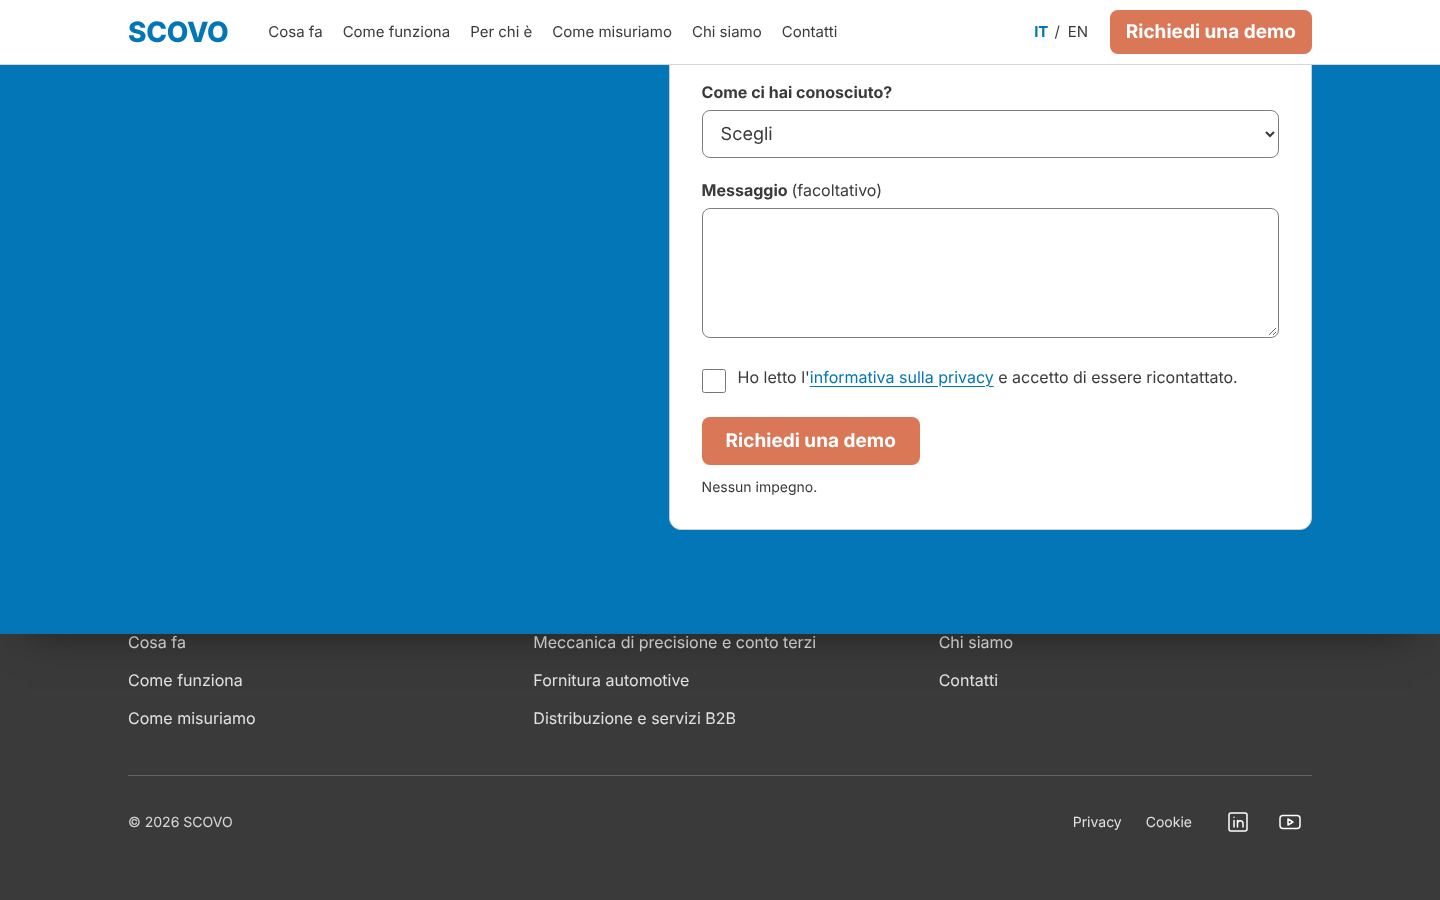 SCOVO
Cosa fa
Come funziona
Per chi è
Come misuriamo
Chi siamo
Contatti
IT / EN
Richiedi una demo
Come ci hai conosciuto?
Scegli
Messaggio (facoltativo)
Ho letto l'informativa sulla privacy e accetto di essere ricontattato.
Richiedi una demo
Nessun impegno.
Cosa fa
Come funziona
Come misuriamo
Meccanica di precisione e conto terzi
Fornitura automotive
Distribuzione e servizi B2B
Chi siamo
Contatti
© 2026 SCOVO
Privacy
Cookie
in